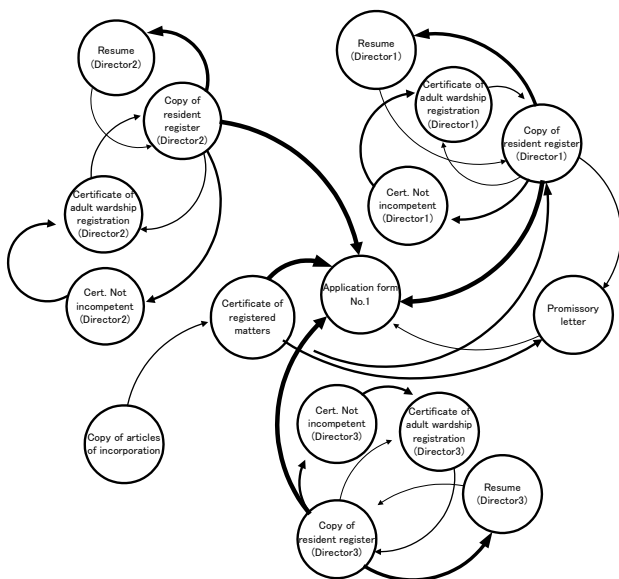 Resume
(Director2)
Copy of
resident
register
(Director2)
Certificate of
adult wardship
registration
(Director2)
Cert. Not
incompetent
(Director2)
Resume
(Director1)
Certificate of
adult wardship
registration
(Director1)
Copy of
resident register
(Director1)
Cert. Not
incompetent
(Director1)
Application form
No.1
Certificate of
registered
matters
Promissory
letter
Copy of articles
of incorporation
Cert. Not
incompetent
(Director3)
Certificate of
adult wardship
registration
(Director3)
Resume
(Director3)
Copy of
resident register
(Director3)